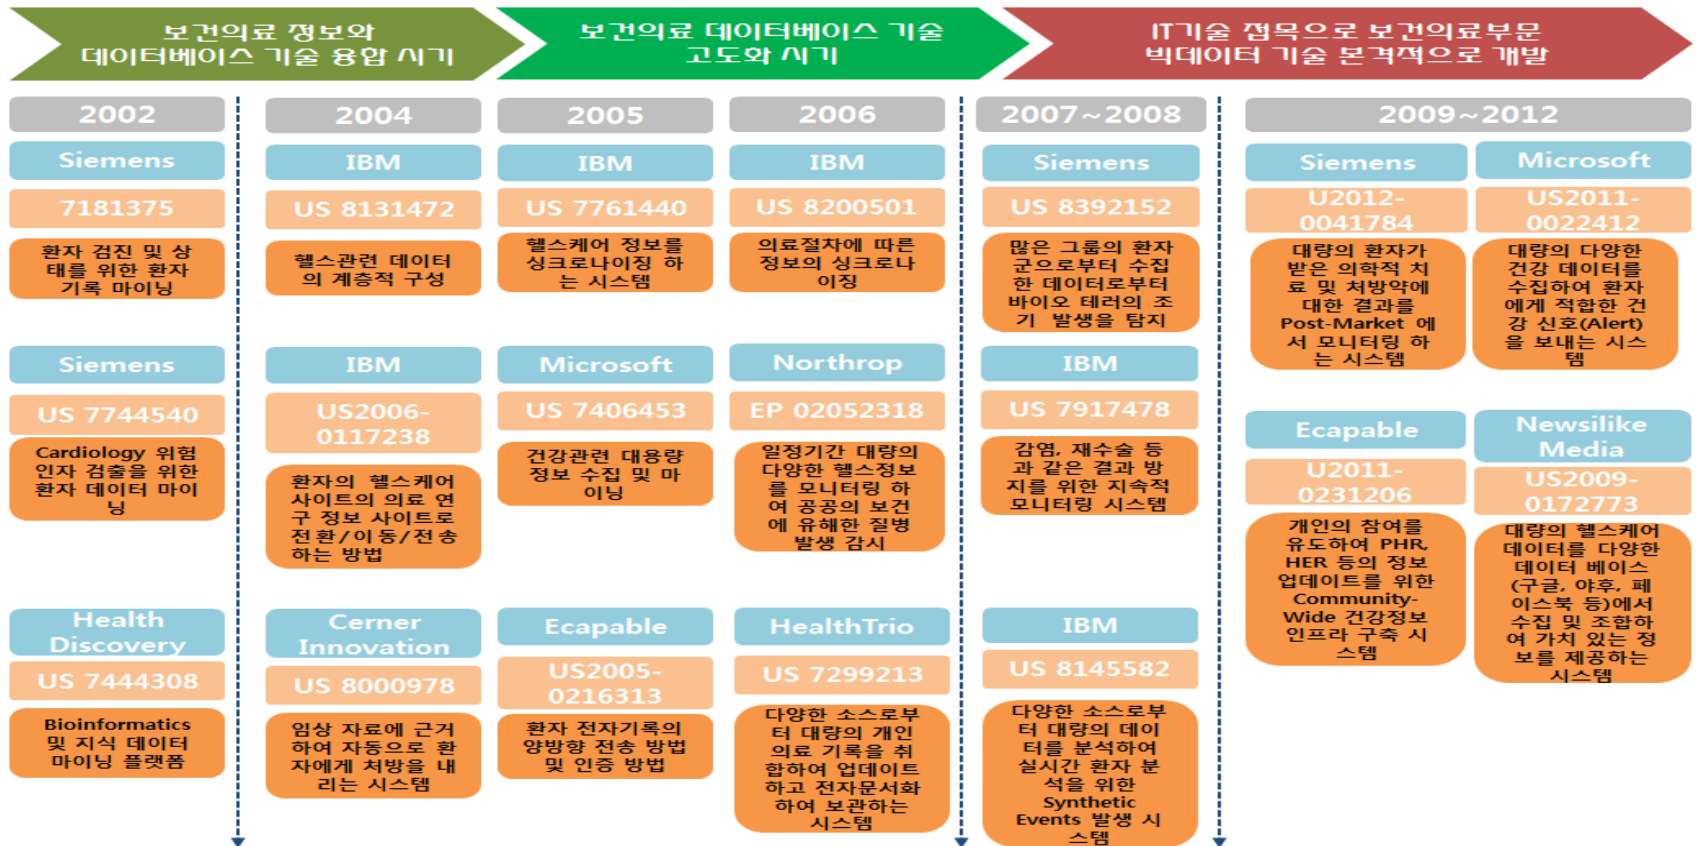 보건의료 정보와
데이터베이스 기술 융합 시기
보건의료 데이터베이스 기술
고도화 시기
IT기술 접목으로 보건의료부문
빅데이터 기술 본격적으로 개발
2002
2004
2005
2006
2007~2008
2009~2012
Siemens
7181375
환자 검진 및 상
태를 위한 환자
기록 마이닝
IBM
US 8131472
헬스관련 데이터
의 계층적 구성
IBM
US 7761440
헬스케어 정보를
싱크로나이징 하
는 시스템
IBM
US 8200501
의료절차에 따른
정보의 싱크로나
이징
Siemens
US 8392152
많은 그룹의 환자
군으로부터 수집
한 데이터로부터
바이오 테러의 조
기 발생을 탐지
Siemens
U2012-
0041784
대량의 환자가
받은 의학적 치
료 및 처방약에
대한 결과를
Post-Market 에
서 모니터링 하
는 시스템
Microsoft
US2011-
0022412
대량의 다양한
건강 데이터를
수집하여 환자
에게 적합한 건
강 신호(Alert)
을 보내는 시스
템
Siemens
US 7744540
Cardiology 위험
인자 검출을 위한
환자 데이터 마이
닝
IBM
US2006-
0117238
환자의 헬스케어
사이트의 의료 연
구 정보 사이트로
전환/이동/전송
하는 방법
Microsoft
US 7406453
건강관련 대용량
정보 수집 및 마
이닝
Northrop
EP 02052318
일정기간 대량의
다양한 헬스정보
를 모니터링 하
여 공공의 보건
에 유해한 질병
발생 감시
IBM
US 7917478
감염, 재수술 등
과 같은 결과 방
지를 위한 지속적
모니터링 시스템
Ecapable
U2011-
0231206
개인의 참여를
유도하여 PHR,
HER 등의 정보
업데이트를 위한
Community-
Wide 건강정보
인프라 구축 시
스템
Newsilike
Media
US2009-
0172773
대량의 헬스케어
데이터를 다양한
데이터 베이스
(구글, 야후, 페
이스북 등)에서
수집 및 조합하
여 가치 있는 정
보를 제공하는
시스템
Health
Discovery
US 7444308
Bioinformatics
및 지식 데이터
마이닝 플랫폼
Cerner
Innovation
US 8000978
임상 자료에 근거
하여 자동으로 환
자에게 처방을 내
리는 시스템
Ecapable
US2005-
0216313
환자 전자기록의
양방향 전송 방법
및 인증 방법
HealthTrio
US 7299213
다양한 소스로부
터 대량의 개인
의료 기록을 취
합하여 업데이트
하고 전자문서화
하여 보관하는
시스템
IBM
US 8145582
다양한 소스로부
터 대량의 데이
터를 분석하여
실시간 환자 분
석을 위한
Synthetic
Events 발생 시
스템